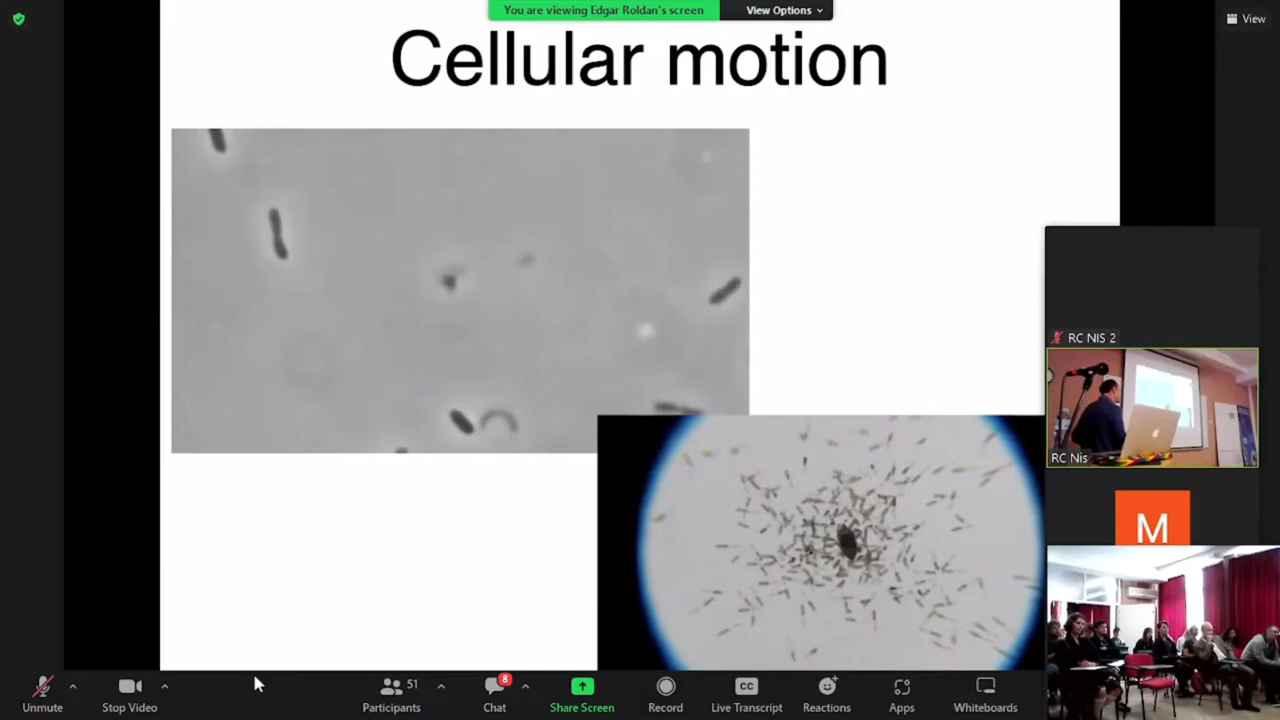 You are viewing Edgar Roldan's screen
View Options
View
Cellular motion
RC NIS 2
RC Nis
M
Unmute
Stop Video
51
Participants
8
Chat
Share Screen
Record
CC
Live Transcript
Reactions
Apps
Whiteboards